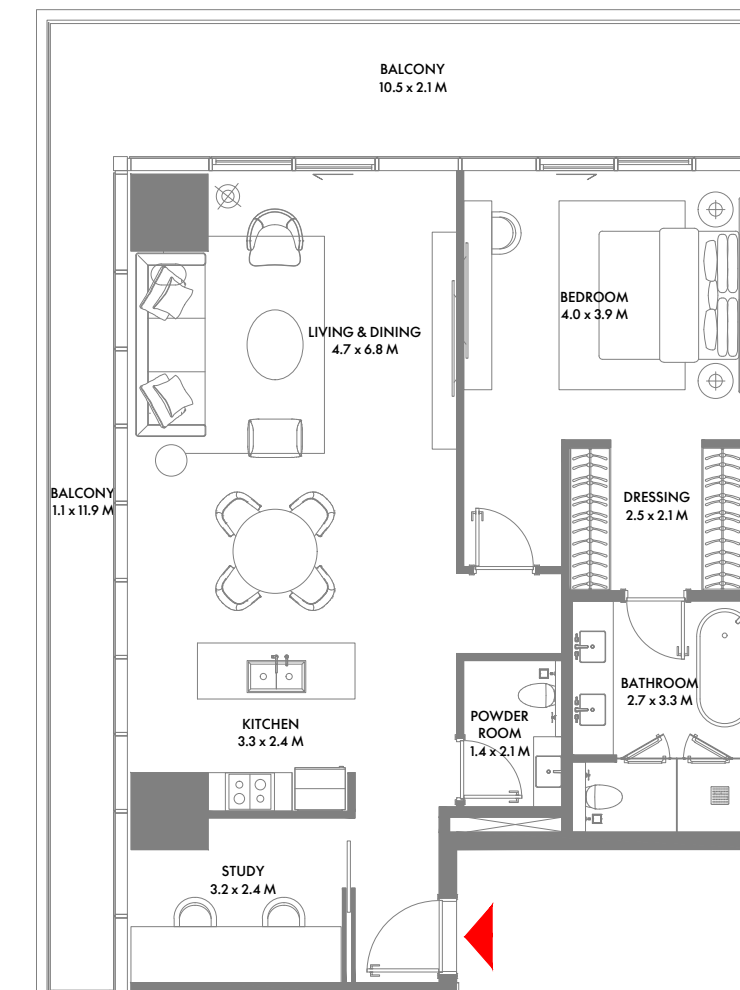 BALCONY
10.5 x 2.1 M
LIVING & DINING
4.7 x 6.8 M
BEDROOM
4.0 x 3.9 M
BALCONY
1.1 x 11.9 M
DRESSING
2.5 x 2.1 M
BATHROOM
2.7 x 3.3 M
KITCHEN
3.3 x 2.4 M
POWDER
ROOM
1.4 x 2.1 M
STUDY
3.2 x 2.4 M